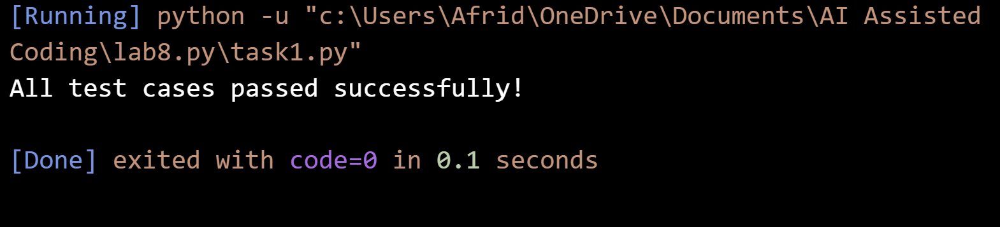 [Running] python -u "c:\Users\Afrid\OneDrive\Documents\AI Assisted
Coding\lab8.py\task1.py"
All test cases passed successfully!
[Done] exited with code=0 in 0.1 seconds